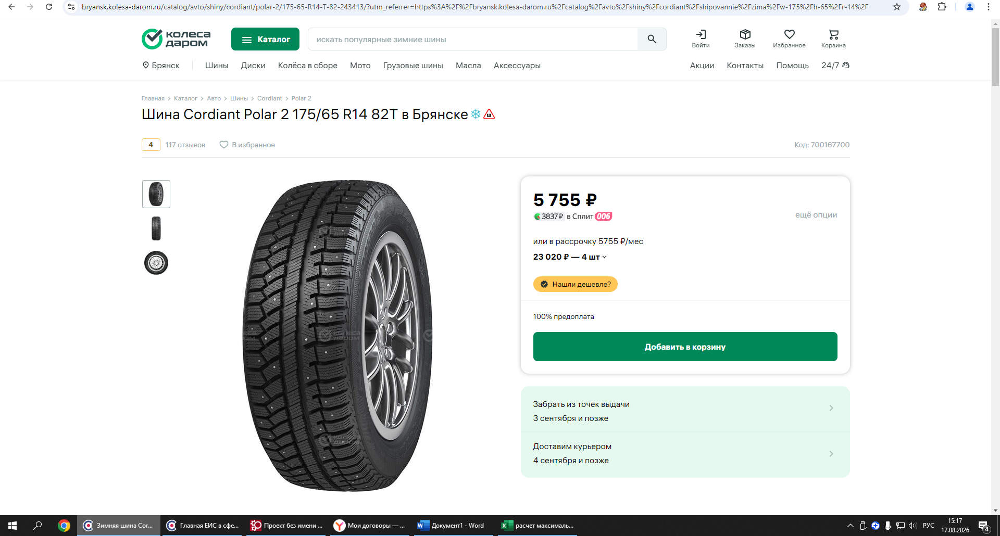 bryansk.kolesa-darom.ru/catalog/avto/shiny/cordiant/polar-2/175-65-R14-T-82-243413/?utm_referrer=https%3A%2F%2Fbryansk.kolesa-darom.ru%2Fcatalog%2Favto%2Fshiny%2Fcordiant%2Fshipovannie%2Fzima%2Fw-175%2Fh-65%2Fr-14%2F
колеса
даром
Каталог
искать популярные зимние шины
Войти
Заказы
Избранное
Корзина
Брянск
Шины
Диски
Колёса в сборе
Мото
Грузовые шины
Масла
Аксессуары
Акции
Контакты
Помощь
24/7
Главная > Каталог > Авто > Шины > Cordiant > Polar 2
Шина Cordiant Polar 2 175/65 R14 82T в Брянске
Ш
4
117 отзывов
В избранное
Код: 700167700
5 755 ₽
3837₽ в Сплит 006
ещё опции
или в рассрочку 5755 ₽/мес
23 020 ₽ — 4 шт
Нашли дешевле?
100% предоплата
Добавить в корзину
Забрать из точек выдачи
3 сентября и позже
Доставим курьером
4 сентября и позже
колеса
даром
Зимняя шина Cor...
Главная ЕИС в сфе...
Проект без имени ...
Мои договоры — ...
Документ1 - Word
расчет максималь...
РУС
15:17
17.08.2026
4